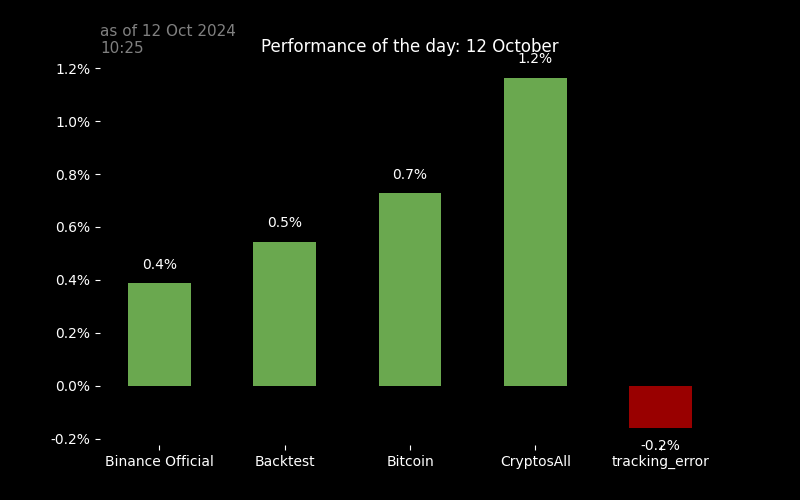 as of 12 Oct 2024
10:25
Performance of the day: 12 October
1.2%
1.2%
1.0%
0.8%
0.7%
0.6%
0.5%
0.4%
0.4%
0.2%
0.0%
-0.2%
-0.2%
Binance Official
Backtest
Bitcoin
CryptosAll
tracking_error